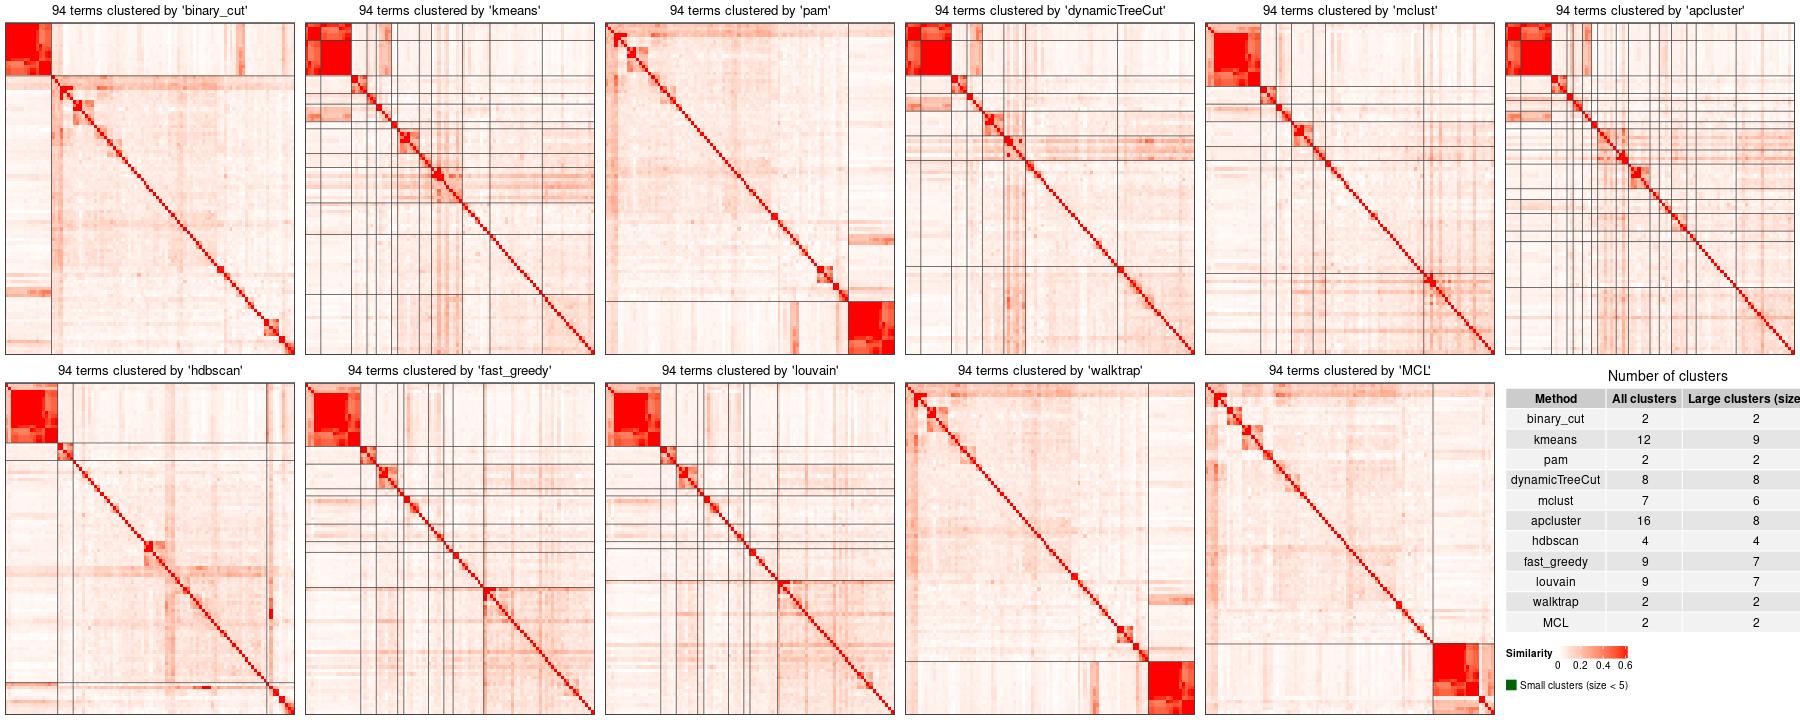 94 terms clustered by 'binary_cut'
94 terms clustered by 'kmeans'
94 terms clustered by 'pam'
94 terms clustered by 'dynamicTreeCut'
94 terms clustered by 'mclust'
94 terms clustered by 'apcluster'
94 terms clustered by 'hdbscan'
94 terms clustered by 'fast_greedy'
94 terms clustered by 'louvain'
94 terms clustered by 'walktrap'
94 terms clustered by 'MCL'
Number of clusters
Method All clusters Large clusters (size
binary_cut 2 2
kmeans 12 9
pam 2 2
dynamicTreeCut 8 8
mclust 7 6
apcluster 16 8
hdbscan 4 4
fast_greedy 9 7
louvain 9 7
walktrap 2 2
MCL 2 2
Similarity
0 0.2 0.4 0.6
Small clusters (size < 5)